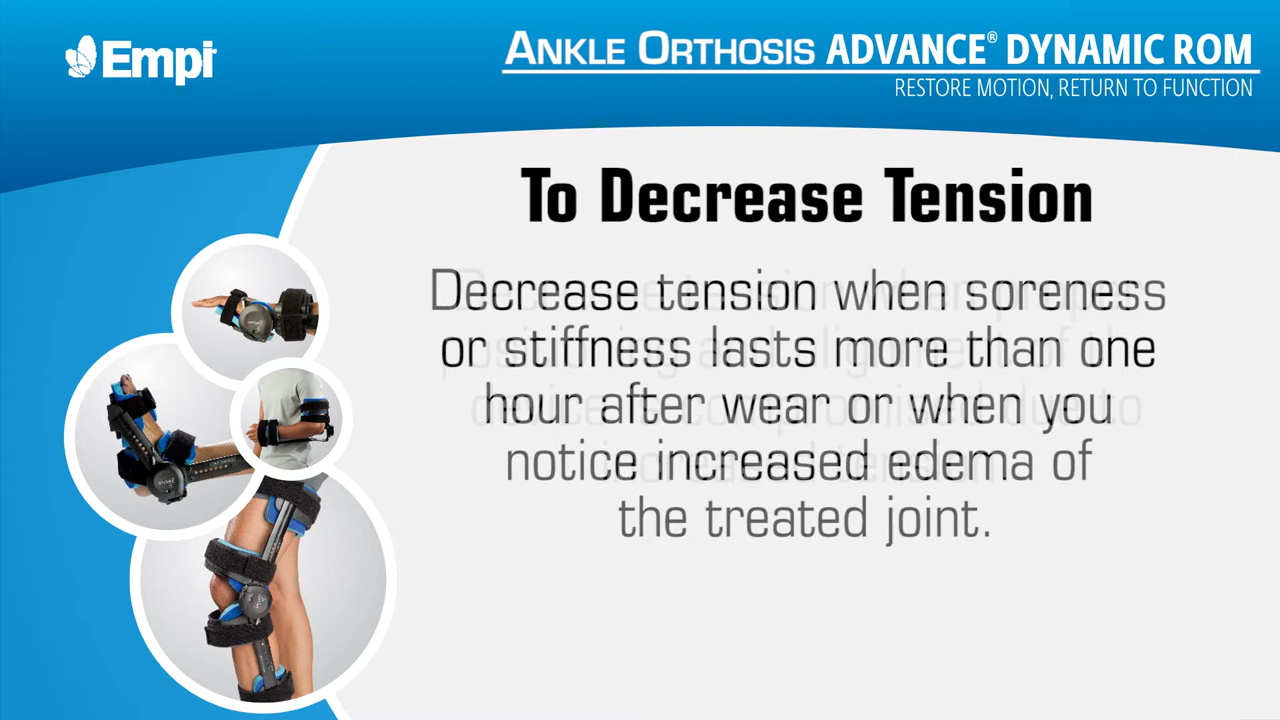 Empi
ANKLE ORTHOSIS ADVANCE® DYNAMIC ROM
RESTORE MOTION, RETURN TO FUNCTION
To Decrease Tension
Decrease tension when soreness
or stiffness lasts more than one
hour after wear or when you
notice increased edema of
the treated joint.